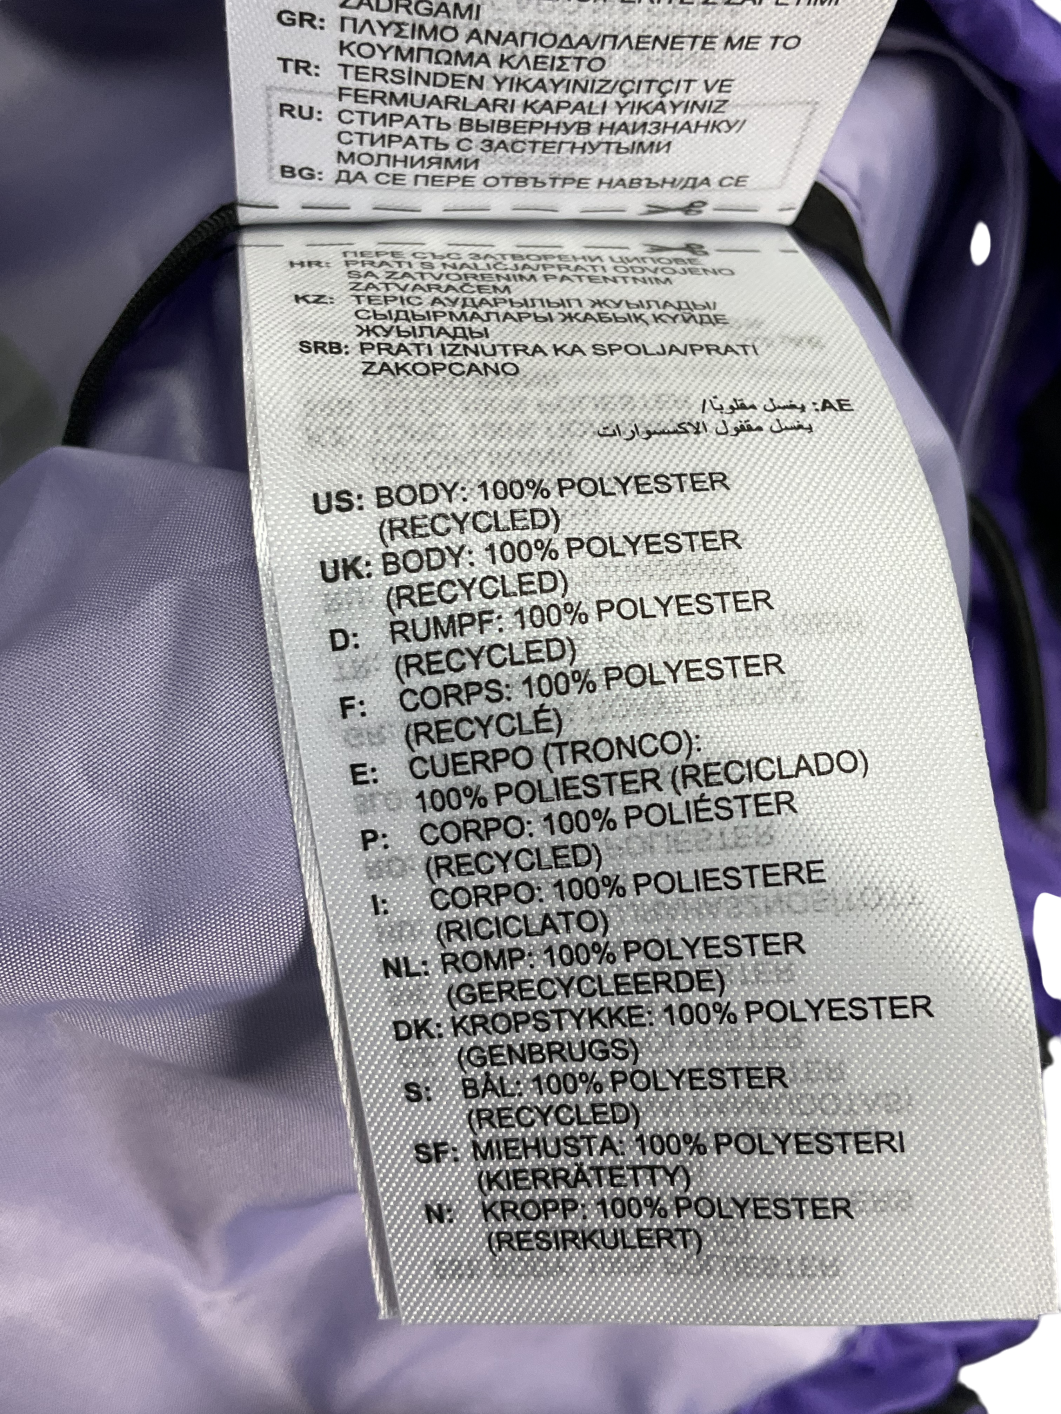 ZADRGAMI
GR: ΠΛΥΣΙΜΟ ΑΝΑΠΟΔΑ/ΠΛΕΝΕΤΕ ΜΕ ΤΟ
ΚΟΥΜΠΩΜΑ ΚΛΕΙΣΤΟ
TR: TERSİNDEN YIKAYINIZ/ÇITÇIT VE
FERMUARLARI KAPALI YIKAYINIZ
RU: СТИРАТЬ ВЫВЕРНУВ НАИЗНАНКУ/
СТИРАТЬ С ЗАСТЕГНУТЫМИ
МОЛНИЯМИ
BG: ДА СЕ ПЕРЕ ОТВЪТРЕ НАВЪН/ДА СЕ
ПЕРЕ СЪС ЗАТВОРЕНИ ЦИПОВЕ
HR: PRATI S NALIČJA/PRATI ODVOJENO
SA ZATVORENIM PATENTNIM
ZATVARAČEM
KZ: ТЕРІС АУДАРЫЛЫП ЖУЫЛАДЫ/
СЫДЫРМАЛАРЫ ЖАБЫҚ КҮЙДЕ
ЖУЫЛАДЫ
SRB: PRATI IZNUTRA KA SPOLJA/PRATI
ZAKOPCANO
AE: يغسل مقلوبًا/
يغسل مقفول الاكسسوارات
US: BODY: 100% POLYESTER
(RECYCLED)
UK: BODY: 100% POLYESTER
(RECYCLED)
D: RUMPF: 100% POLYESTER
(RECYCLED)
F: CORPS: 100% POLYESTER
(RECYCLÉ)
E: CUERPO (TRONCO):
100% POLIESTER (RECICLADO)
P: CORPO: 100% POLIÉSTER
(RECYCLED)
I: CORPO: 100% POLIESTERE
(RICICLATO)
NL: ROMP: 100% POLYESTER
(GERECYCLEERDE)
DK: KROPSTYKKE: 100% POLYESTER
(GENBRUGS)
S: BÅL: 100% POLYESTER
(RECYCLED)
SF: MIEHUSTA: 100% POLYESTERI
(KIERRÄTETTY)
N: KROPP: 100% POLYESTER
(RESIRKULERT)